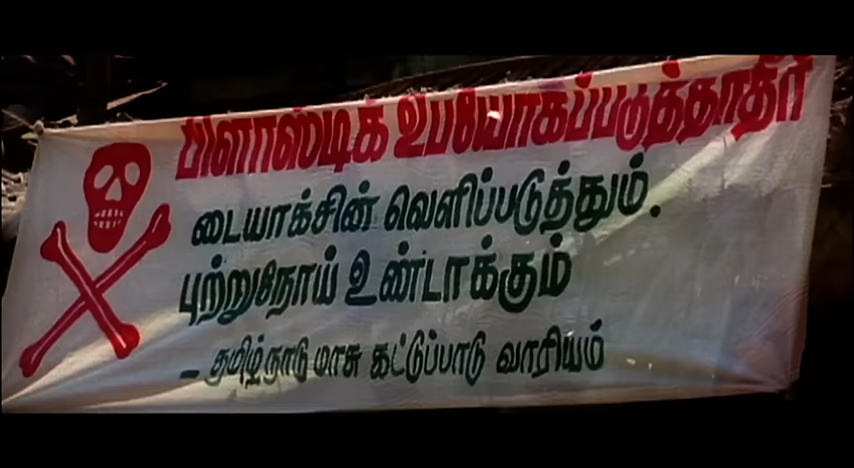 பிளாஸ்டிக் உபயோகப்படுத்தாதீர்
டையாக்சின் வெளிப்படுத்தும்.
புற்றுநோய் உண்டாக்கும்
– தமிழ்நாடு மாசு கட்டுப்பாடு வாரியம்